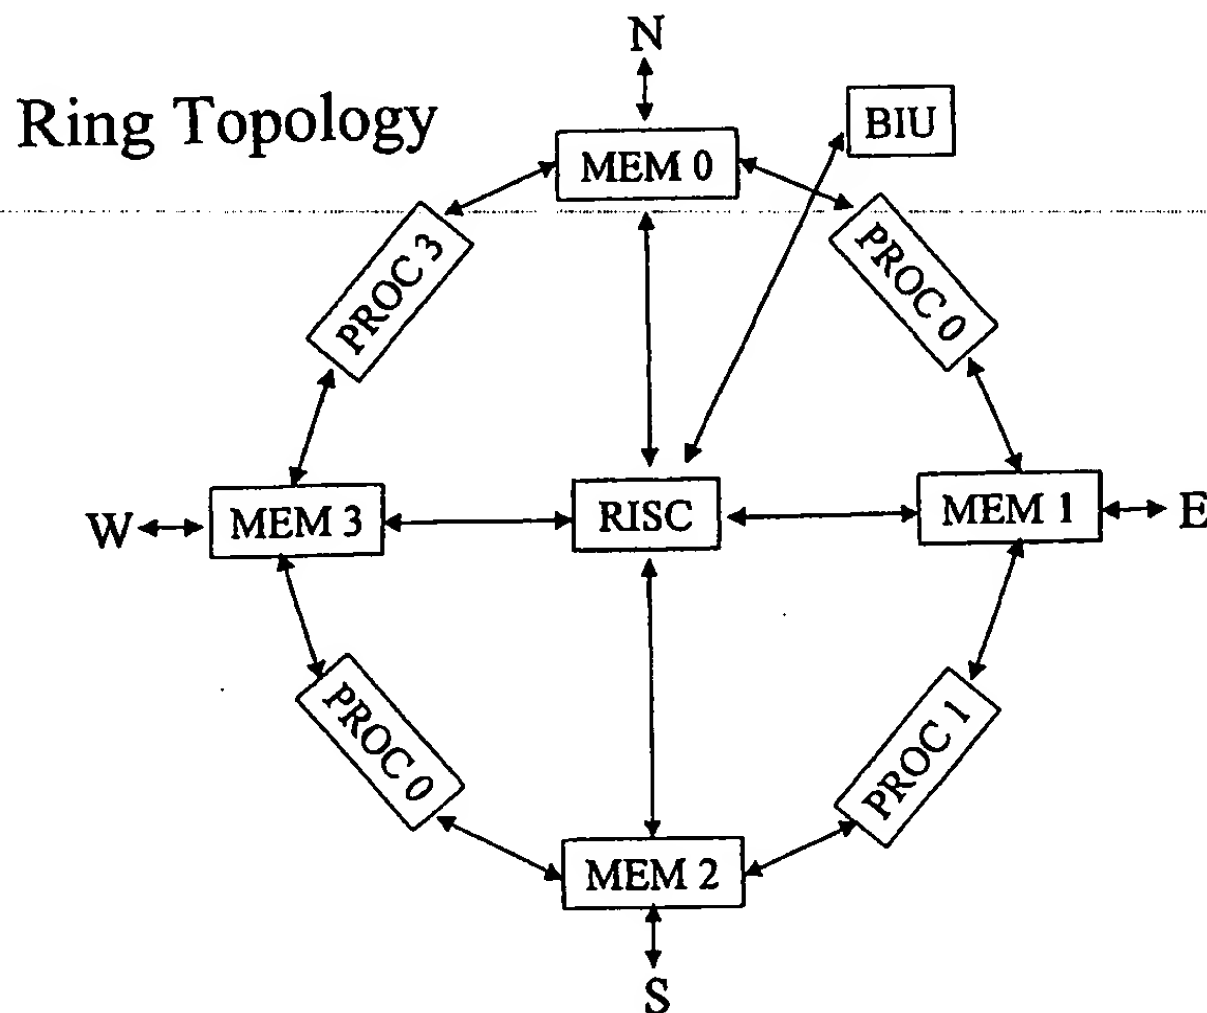 N
Ring Topology
BIU
MEM 0
PROC 3
PROC 0
W
MEM 3
RISC
MEM 1
E
PROC 0
PROC 1
MEM 2
S